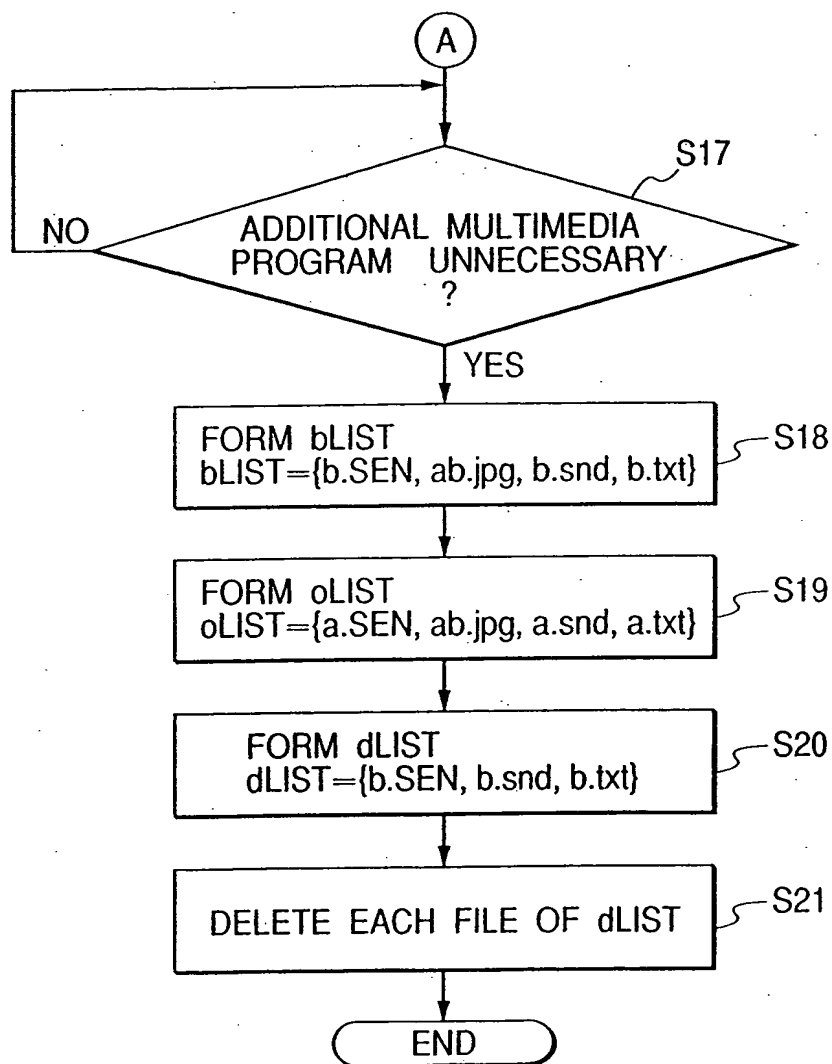 A
S17
NO
ADDITIONAL MULTIMEDIA
PROGRAM UNNECESSARY
?
YES
FORM bLIST
bLIST={b.SEN, ab.jpg, b.snd, b.txt}
S18
FORM oLIST
oLIST={a.SEN, ab.jpg, a.snd, a.txt}
S19
FORM dLIST
dLIST={b.SEN, b.snd, b.txt}
S20
DELETE EACH FILE OF dLIST
S21
END